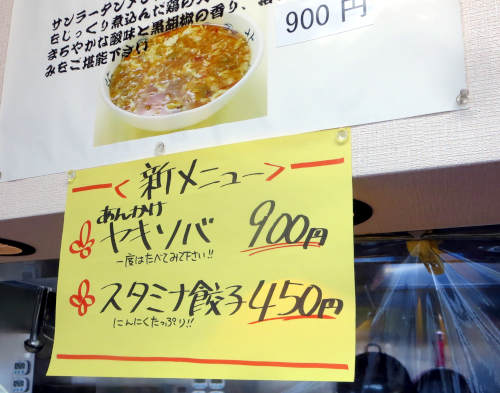 サンラータンメン
をじっくり煮込んだ鶏の
まろやかな酸味と黒胡椒の香り、
みをご堪能下さい
900円
<新メニュー>
あんかけ
ヤキソバ 900円
一度はたべてみて下さい!!
スタミナ餃子 450円
にんにくたっぷり!!